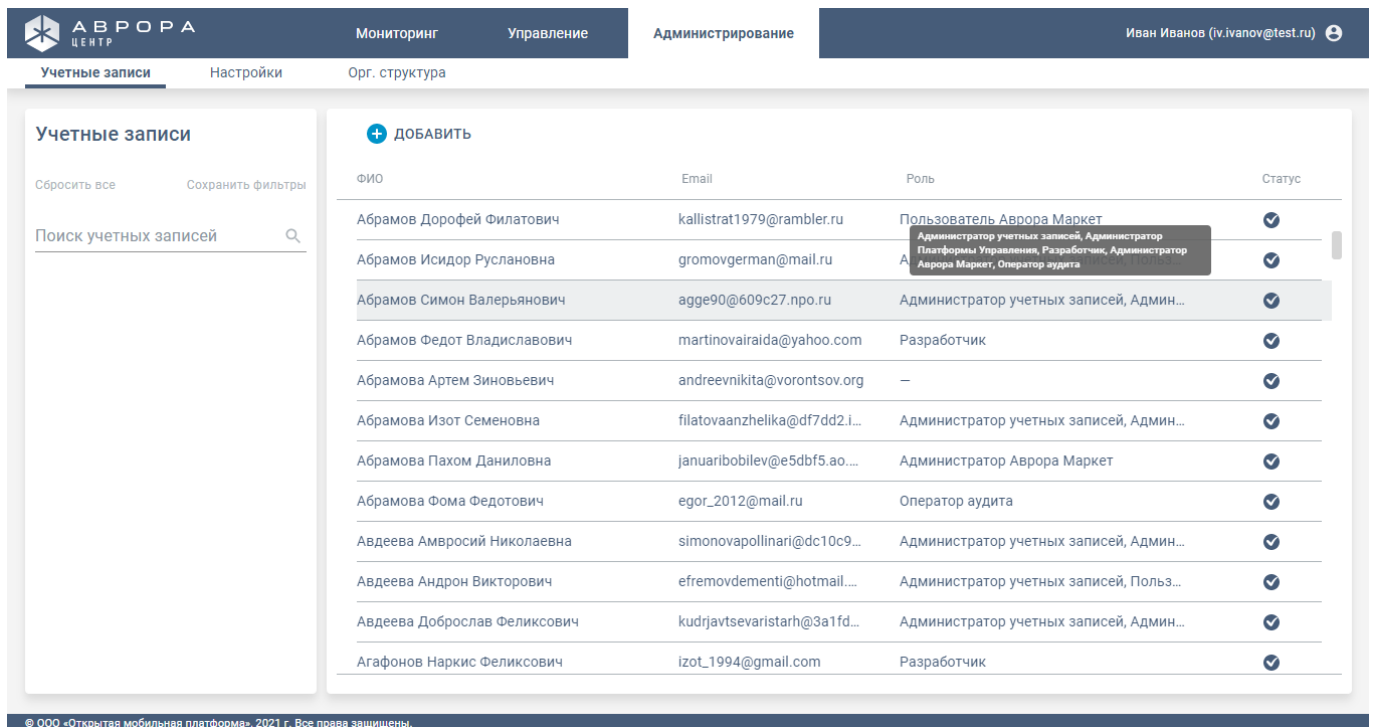 АВРОРА
ЦЕНТР
Мониторинг Управление Администрирование Иван Иванов (iv.ivanov@test.ru)
Учетные записи Настройки Орг. структура
Учетные записи
Сбросить все Сохранить фильтры
Поиск учетных записей
ДОБАВИТЬ
ФИО Email Роль Статус
Абрамов Дорофей Филатович kallistrat1979@rambler.ru Пользователь Аврора Маркет
Администратор учетных записей, Администратор
Платформы Управления, Разработчик, Администратор
Аврора Маркет, Оператор аудита
Абрамов Исидор Руслановна gromovgerman@mail.ru
Абрамов Симон Валерьянович agge90@609c27.npo.ru Администратор учетных записей, Админ...
Абрамов Федот Владиславович martinovairaida@yahoo.com Разработчик
Абрамова Артем Зиновьевич andreevnikita@vorontsov.org —
Абрамова Изот Семеновна filatovaanzhelika@df7dd2.i... Администратор учетных записей, Админ...
Абрамова Пахом Даниловна januaribobilev@e5dbf5.ao.... Администратор Аврора Маркет
Абрамова Фома Федотович egor_2012@mail.ru Оператор аудита
Авдеева Амвросий Николаевна simonovapollinari@dc10c9... Администратор учетных записей, Админ...
Авдеева Андрон Викторович efremovdementi@hotmail.... Администратор учетных записей, Польз...
Авдеева Доброслав Феликсович kudrjavtsevaristarh@3a1fd... Администратор учетных записей, Админ...
Агафонов Наркис Феликсович izot_1994@gmail.com Разработчик
© ООО «Открытая мобильная платформа», 2021 г. Все права защищены.